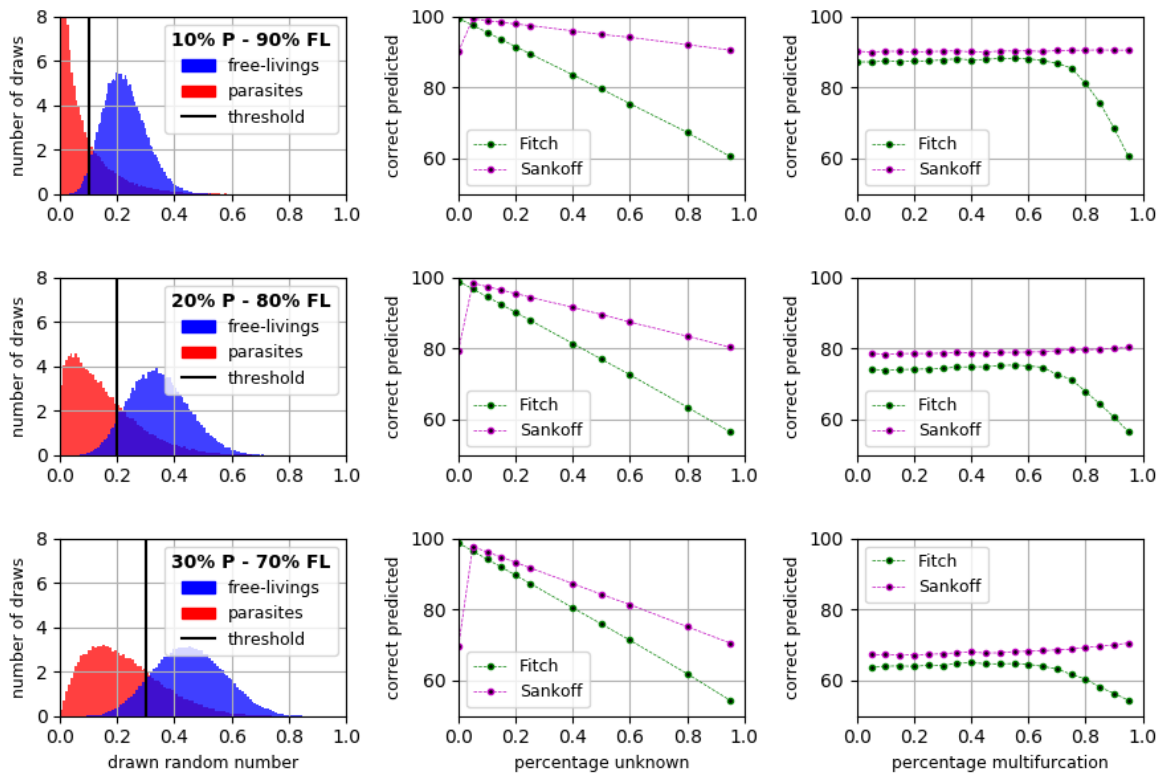 number of draws
8
6
4
2
0
0.0 0.2 0.4 0.6 0.8 1.0
10% P - 90% FL
free-livings
parasites
threshold
correct predicted
100
80
60
0.0 0.2 0.4 0.6 0.8 1.0
Fitch
Sankoff
correct predicted
100
80
60
0.0 0.2 0.4 0.6 0.8 1.0
Fitch
Sankoff
number of draws
8
6
4
2
0
0.0 0.2 0.4 0.6 0.8 1.0
20% P - 80% FL
free-livings
parasites
threshold
correct predicted
100
80
60
0.0 0.2 0.4 0.6 0.8 1.0
Fitch
Sankoff
correct predicted
100
80
60
0.0 0.2 0.4 0.6 0.8 1.0
Fitch
Sankoff
number of draws
8
6
4
2
0
0.0 0.2 0.4 0.6 0.8 1.0
drawn random number
30% P - 70% FL
free-livings
parasites
threshold
correct predicted
100
80
60
0.0 0.2 0.4 0.6 0.8 1.0
percentage unknown
Fitch
Sankoff
correct predicted
100
80
60
0.0 0.2 0.4 0.6 0.8 1.0
percentage multifurcation
Fitch
Sankoff